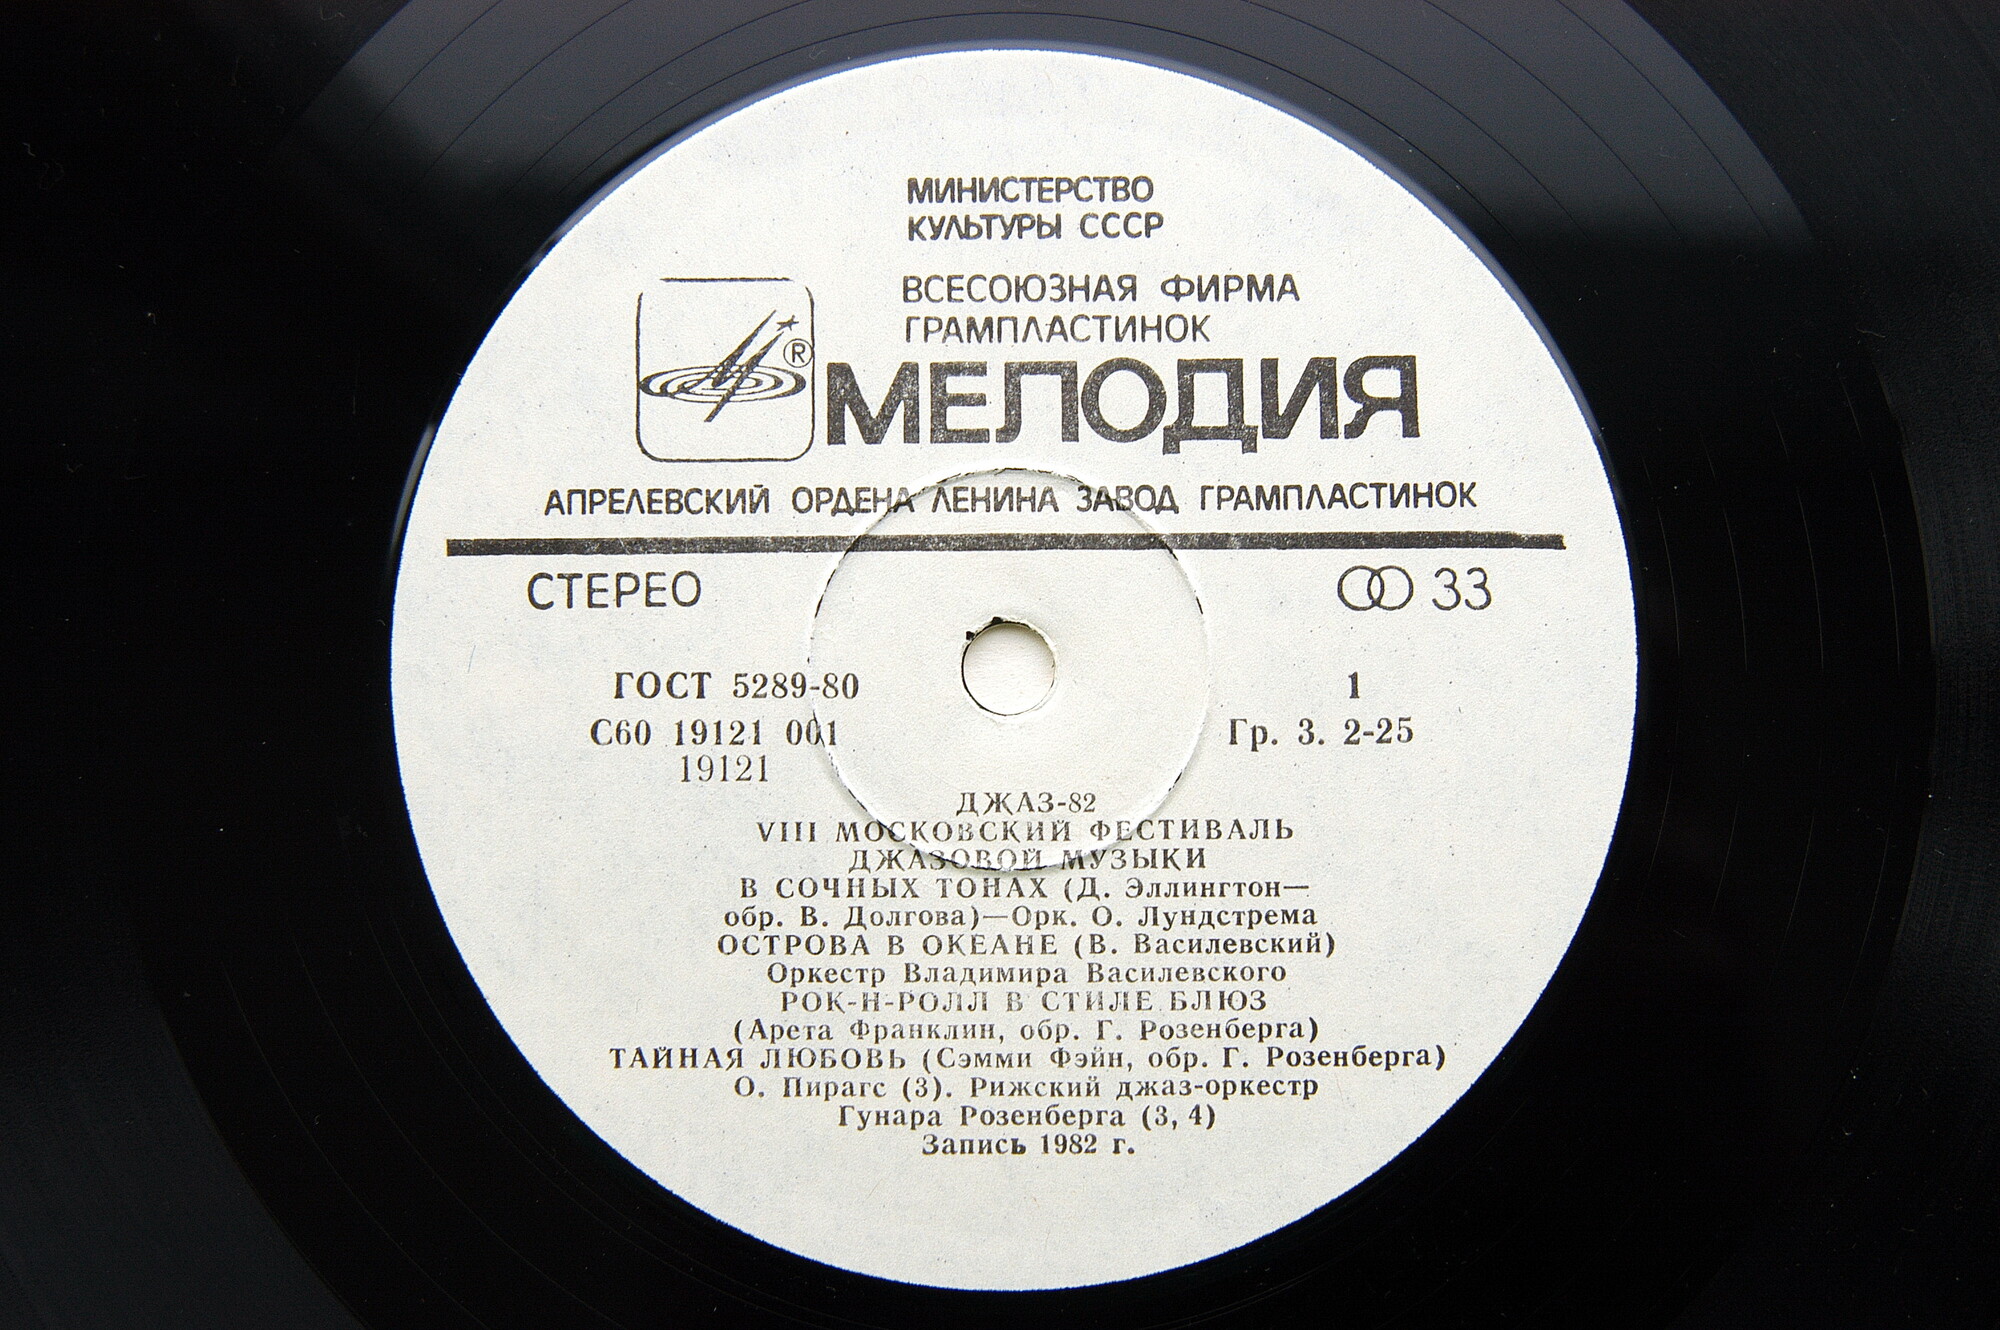 МИНИСТЕРСТВО
КУЛЬТУРЫ СССР
ВСЕСОЮЗНАЯ ФИРМА
ГРАМПЛАСТИНОК
®
МЕЛОДИЯ
АПРЕЛЕВСКИЙ ОРДЕНА ЛЕНИНА ЗАВОД ГРАМПЛАСТИНОК
СТЕРЕО 33
ГОСТ 5289-80 1
С60 19121 001 Гр. 3. 2-25
19121
ДЖАЗ-82
VIII МОСКОВСКИЙ ФЕСТИВАЛЬ
ДЖАЗОВОЙ МУЗЫКИ
В СОЧНЫХ ТОНАХ (Д. Эллингтон—
обр. В. Долгова)—Орк. О. Лундстрема
ОСТРОВА В ОКЕАНЕ (В. Василевский)
Оркестр Владимира Василевского
РОК-Н-РОЛЛ В СТИЛЕ БЛЮЗ
(Арета Франклин, обр. Г. Розенберга)
ТАЙНАЯ ЛЮБОВЬ (Сэмми Фэйн, обр. Г. Розенберга)
О. Пирагс (3). Рижский джаз-оркестр
Гунара Розенберга (3, 4)
Запись 1982 г.